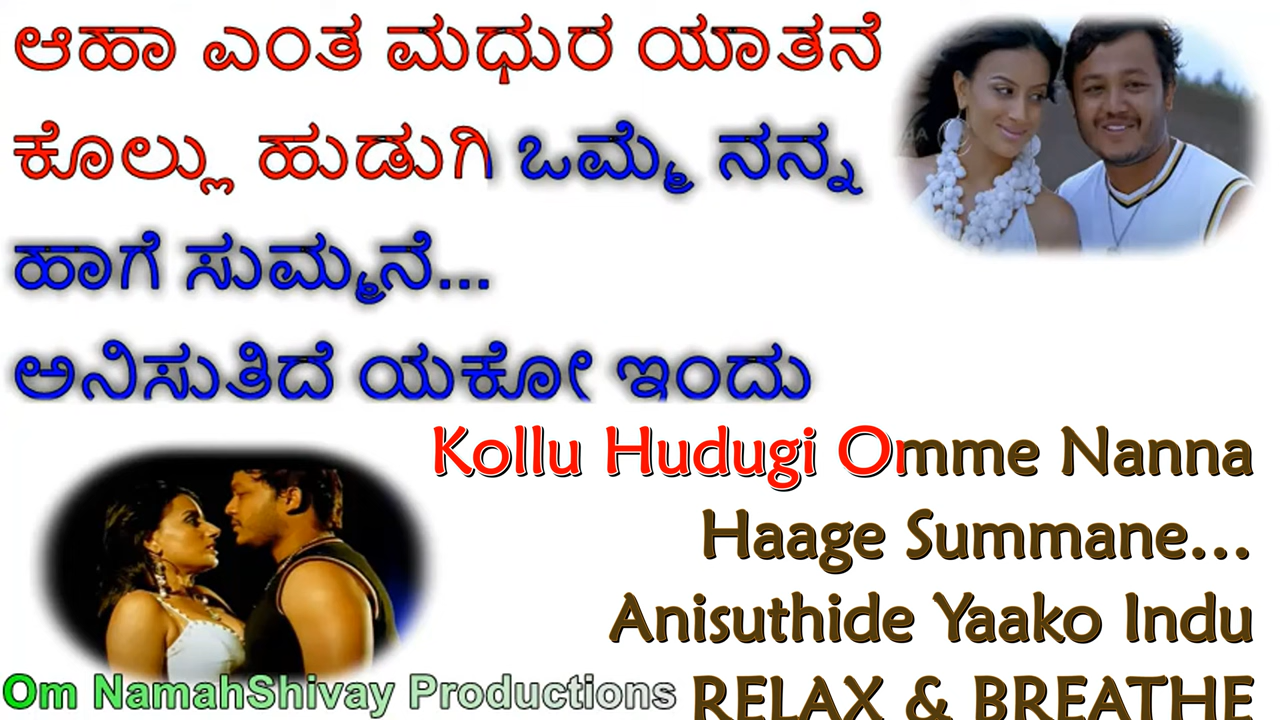 ಆಹಾ ಎಂತ ಮಧುರ ಯಾತನೆ
ಕೊಲ್ಲು ಹುಡುಗಿ ಒಮ್ಮೆ ನನ್ನ
ಹಾಗೆ ಸುಮ್ಮನೆ...
ಅನಿಸುತಿದೆ ಯಕೋ ಇಂದು
Kollu Hudugi Omme Nanna
Haage Summane...
Anisuthide Yaako Indu
RELAX & BREATHE
Om NamahShivay Productions